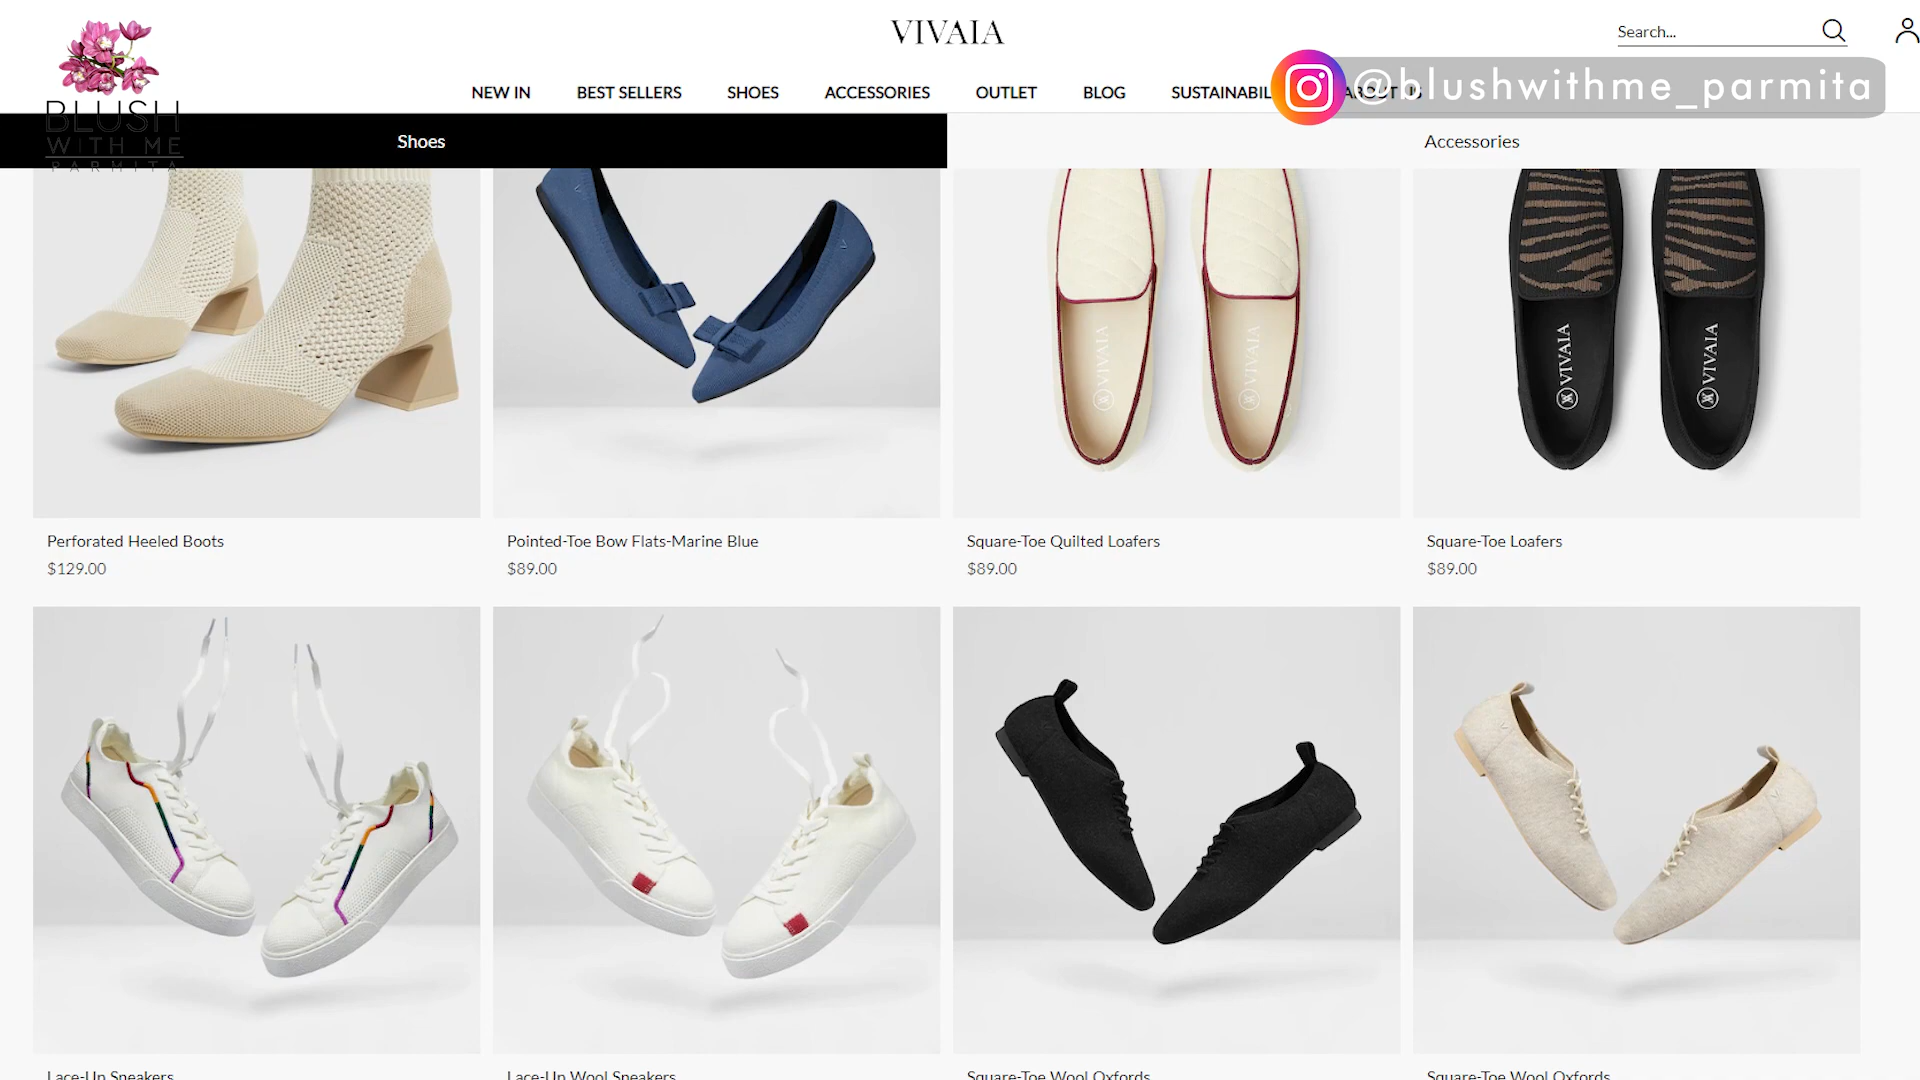 VIVAIA
Search...
NEW IN
BEST SELLERS
SHOES
ACCESSORIES
OUTLET
BLOG
@blushwithme_parmita
BLUSH
WITH ME
PARMITA
Shoes
Accessories
VIVAIA
VIVAIA
VIVAIA
VIVAIA
Perforated Heeled Boots
$129.00
Pointed-Toe Bow Flats-Marine Blue
$89.00
Square-Toe Quilted Loafers
$89.00
Square-Toe Loafers
$89.00
Lace-Up Sneakers
Lace-Up Wool Sneakers
Square-Toe Wool Oxfords
Square-Toe Wool Oxfords